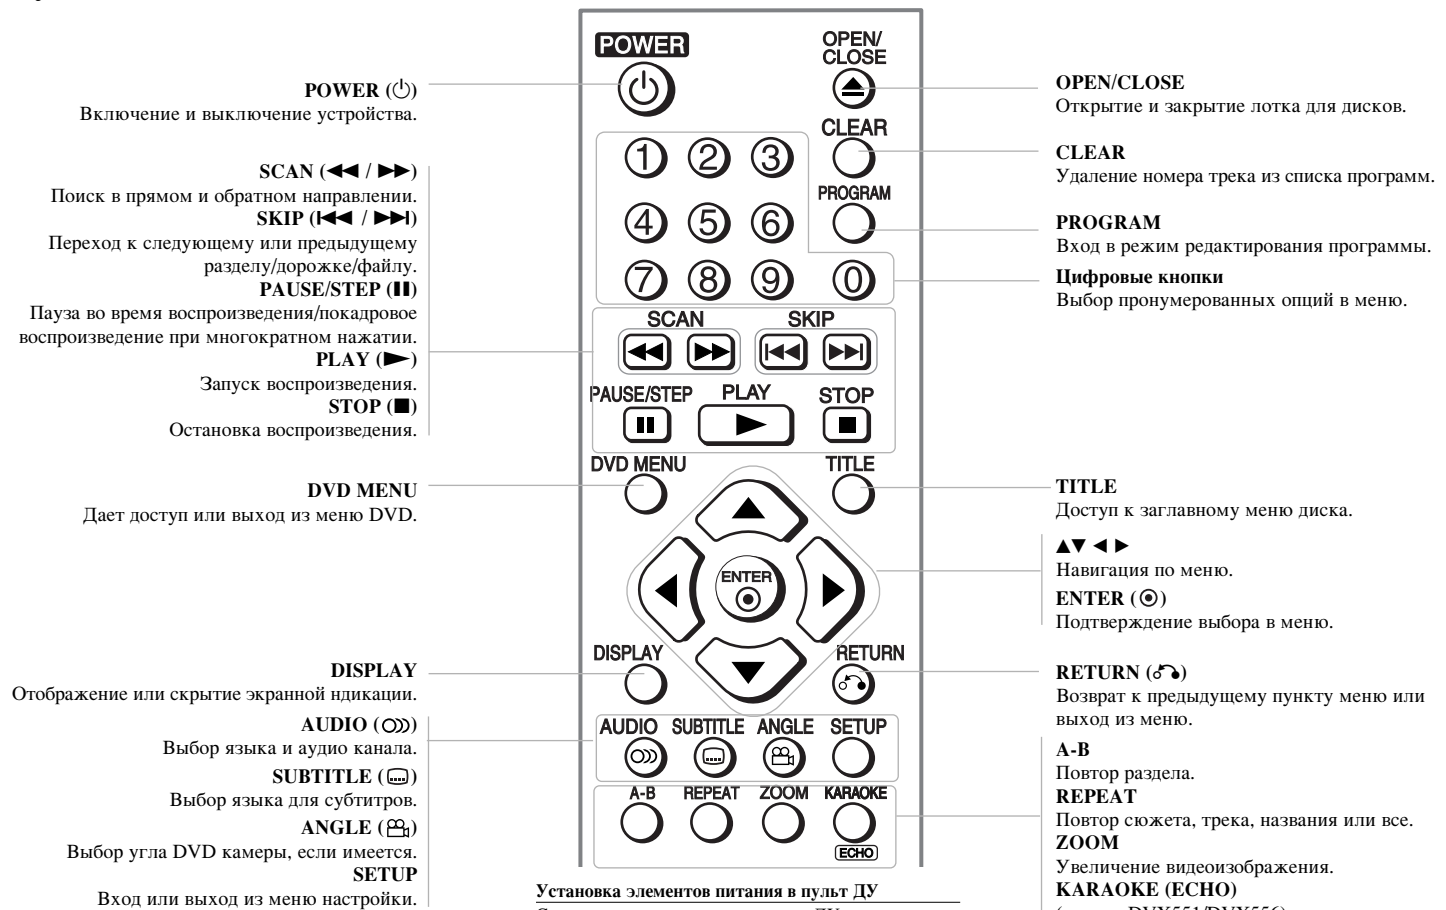 POWER (⏻)
Включение и выключение устройства.
SCAN (◀◀ / ▶▶)
Поиск в прямом и обратном направлении.
SKIP (I◀◀ / ▶▶I)
Переход к следующему или предыдущему
разделу/дорожке/файлу.
PAUSE/STEP (II)
Пауза во время воспроизведения/покадровое
воспроизведение при многократном нажатии.
PLAY (▶)
Запуск воспроизведения.
STOP (■)
Остановка воспроизведения.
DVD MENU
Дает доступ или выход из меню DVD.
DISPLAY
Отображение или скрытие экранной ндикации.
AUDIO
Выбор языка и аудио канала.
SUBTITLE
Выбор языка для субтитров.
ANGLE
Выбор угла DVD камеры, если имеется.
SETUP
Вход или выход из меню настройки.
POWER
OPEN/
CLOSE
CLEAR
1 2 3
PROGRAM
4 5 6
7 8 9 0
SCAN SKIP
PAUSE/STEP PLAY STOP
DVD MENU TITLE
ENTER
DISPLAY RETURN
AUDIO SUBTITLE ANGLE SETUP
A-B REPEAT ZOOM KARAOKE
ECHO
Установка элементов питания в пульт ДУ
OPEN/CLOSE
Открытие и закрытие лотка для дисков.
CLEAR
Удаление номера трека из списка программ.
PROGRAM
Вход в режим редактирования программы.
Цифровые кнопки
Выбор пронумерованных опций в меню.
TITLE
Доступ к заглавному меню диска.
▲▼ ◀ ▶
Навигация по меню.
ENTER (◉)
Подтверждение выбора в меню.
RETURN
Возврат к предыдущему пункту меню или
выход из меню.
A-B
Повтор раздела.
REPEAT
Повтор сюжета, трека, названия или все.
ZOOM
Увеличение видеоизображения.
KARAOKE (ECHO)
DVX551/DVX556)